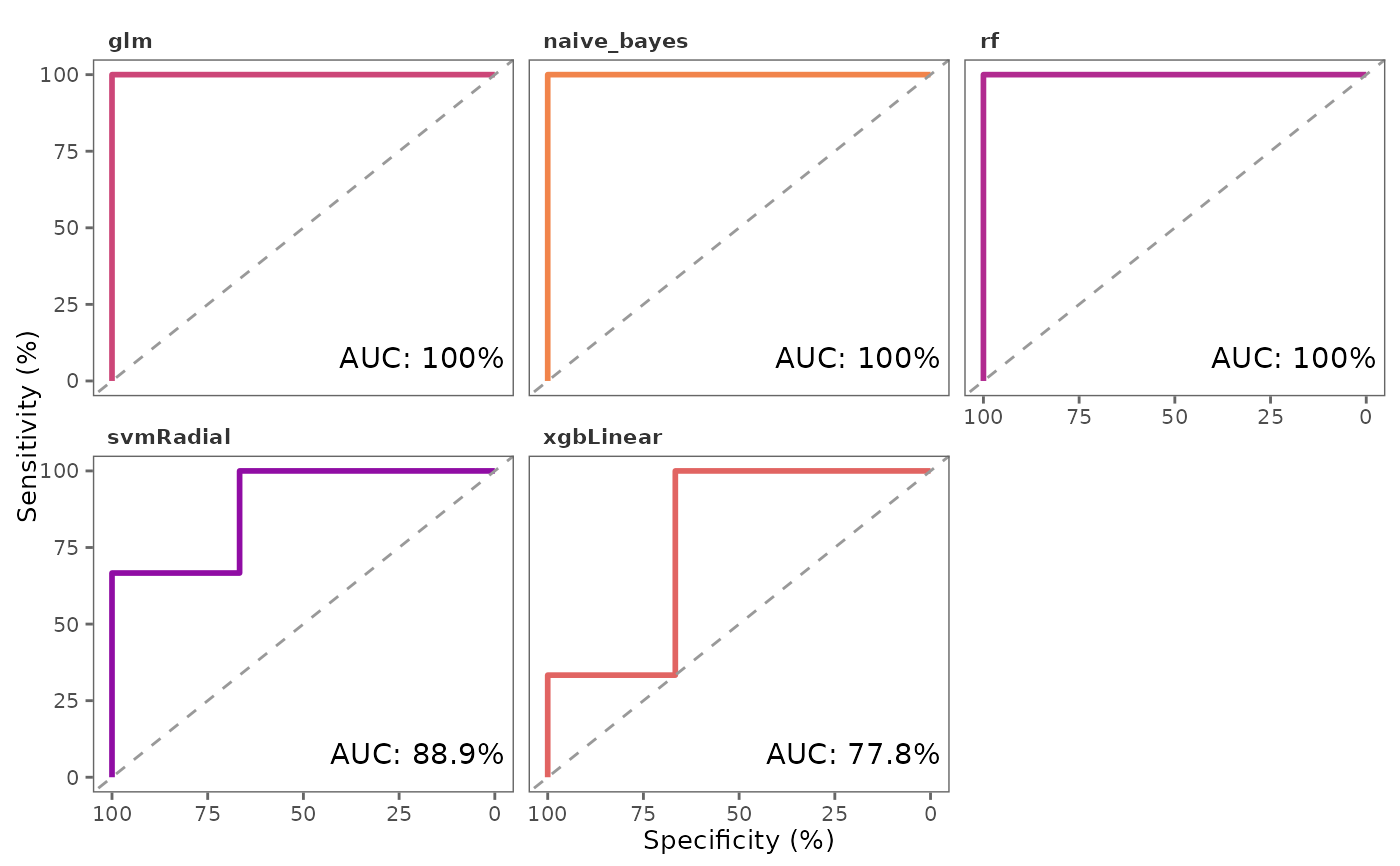 glm naive_bayes rf
100
75
50
25
0
AUC: 100% AUC: 100% AUC: 100%
100 75 50 25 0
Sensitivity (%)
svmRadial xgbLinear
100
75
50
25
0
AUC: 88.9% AUC: 77.8%
100 75 50 25 0 100 75 50 25 0
Specificity (%)